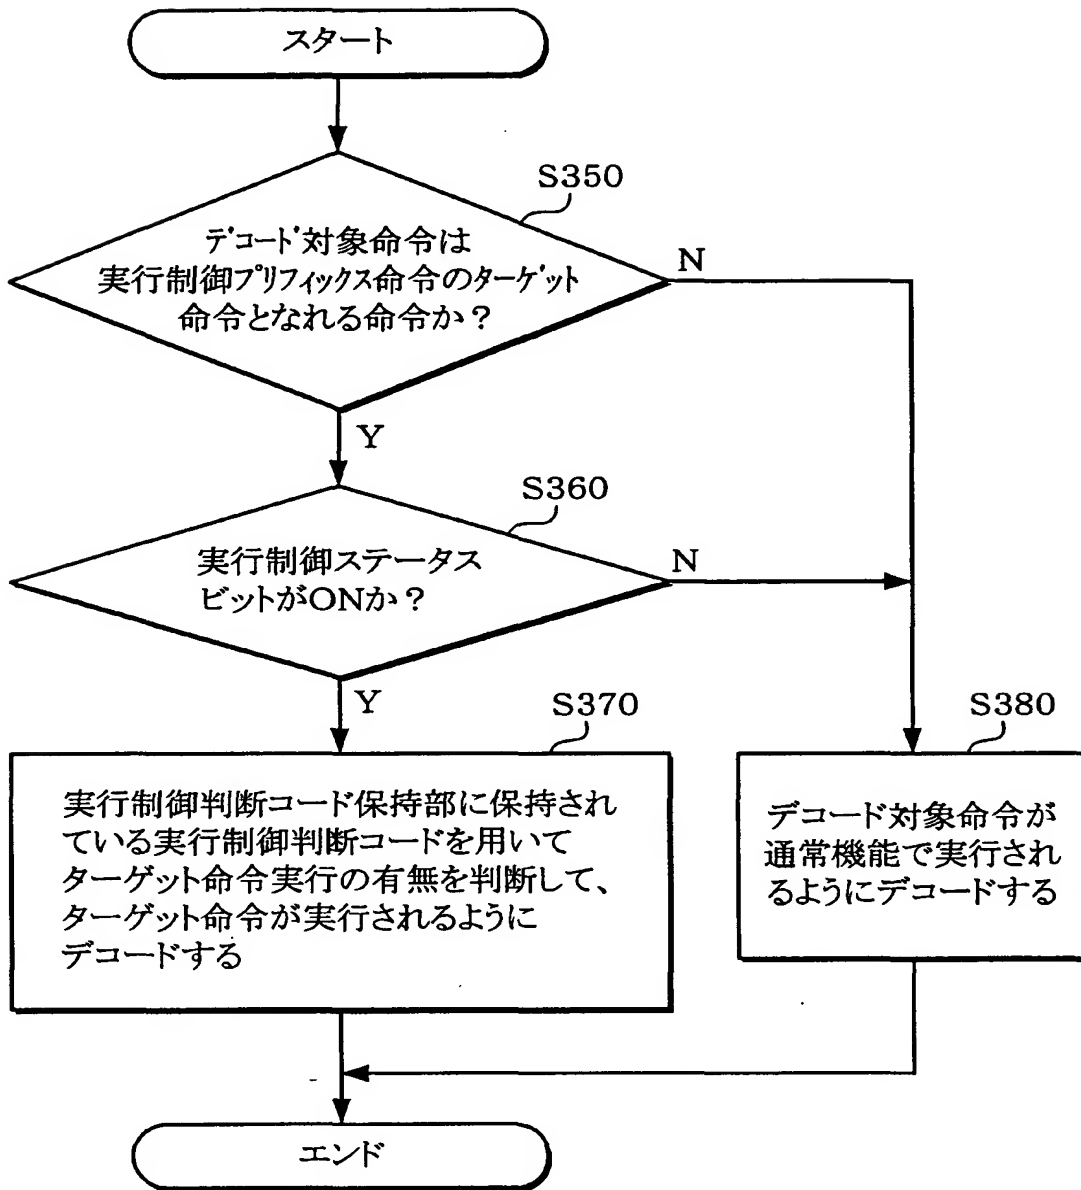 スタート
S350
デコード対象命令は
実行制御プリフィックス命令のターゲット
命令となれる命令か?
N
Y
S360
実行制御ステータス
ビットがONか?
N
Y
S370
実行制御判断コード保持部に保持され
ている実行制御判断コードを用いて
ターゲット命令実行の有無を判断して、
ターゲット命令が実行されるように
デコードする
S380
デコード対象命令が
通常機能で実行され
るようにデコードする
エンド